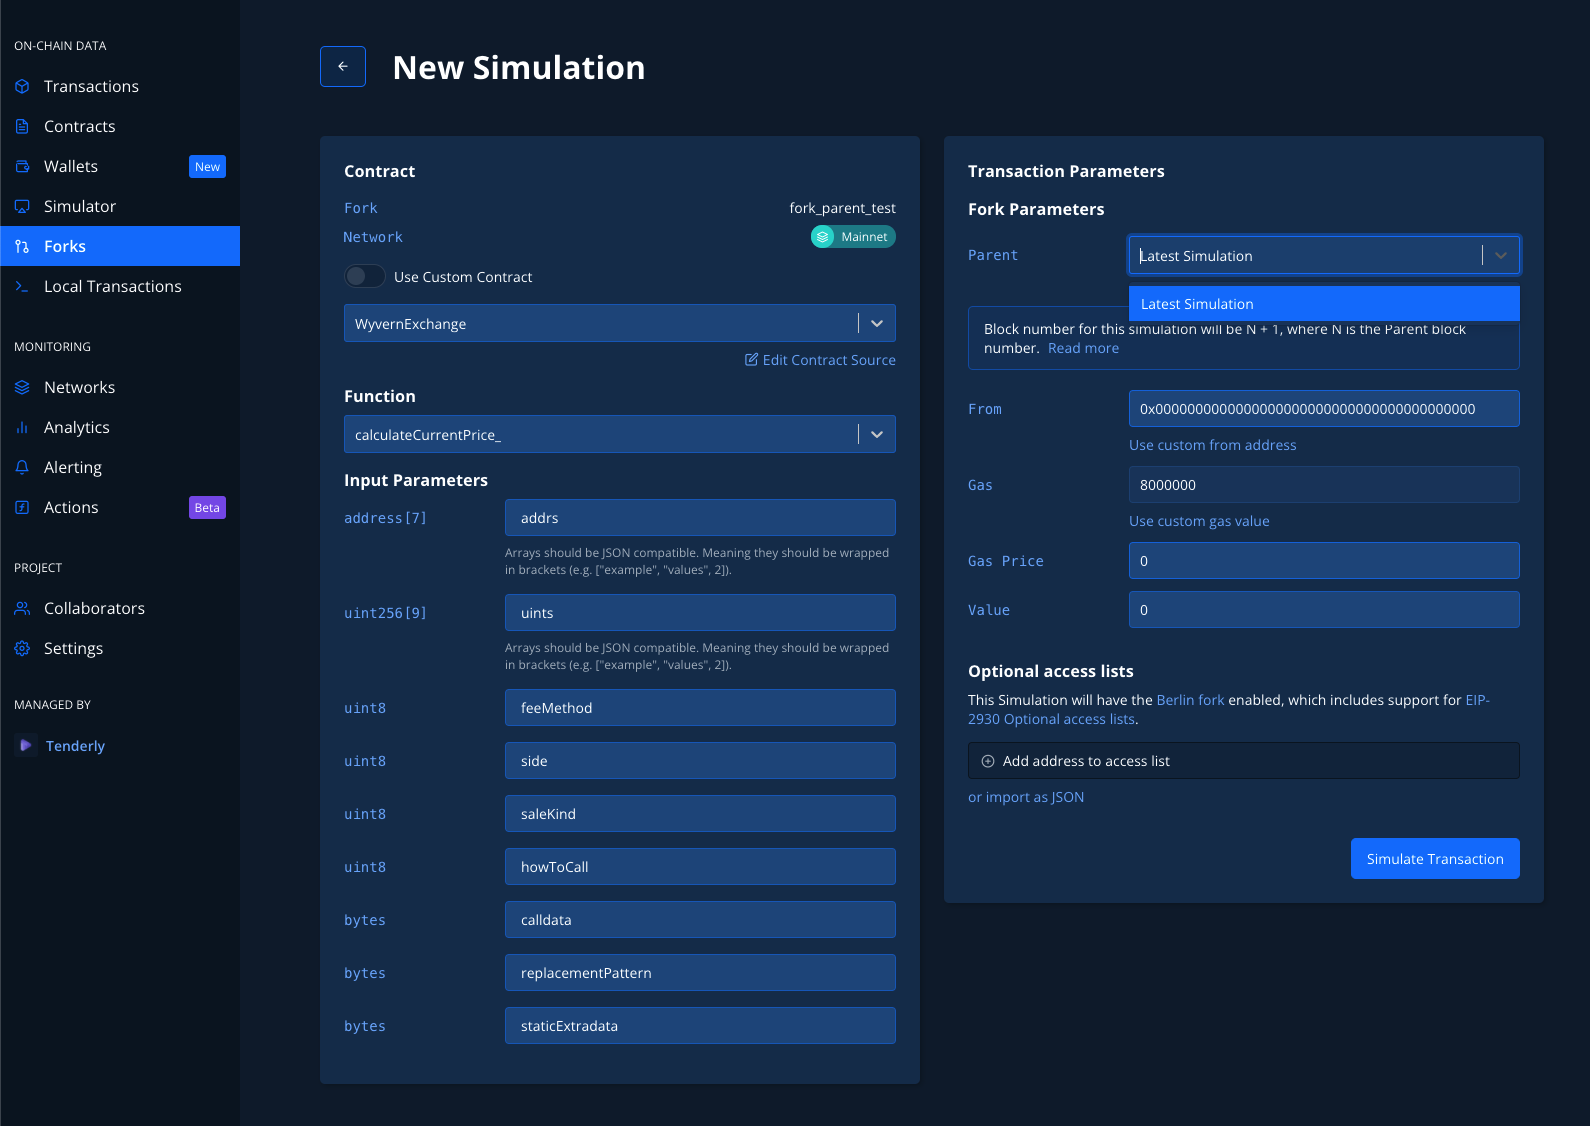 ON-CHAIN DATA
Transactions
Contracts
Wallets
New
Simulator
Forks
Local Transactions
MONITORING
Networks
Analytics
Alerting
Actions
Beta
PROJECT
Collaborators
Settings
MANAGED BY
Tenderly
New Simulation
Contract
Fork
fork_parent_test
Network
Mainnet
Use Custom Contract
WyvernExchange
Edit Contract Source
Function
calculateCurrentPrice_
Input Parameters
address[7]
addrs
Arrays should be JSON compatible. Meaning they should be wrapped
in brackets (e.g. ["example", "values", 2]).
uint256[9]
uints
Arrays should be JSON compatible. Meaning they should be wrapped
in brackets (e.g. ["example", "values", 2]).
uint8
feeMethod
uint8
side
uint8
saleKind
uint8
howToCall
bytes
calldata
bytes
replacementPattern
bytes
staticExtradata
Transaction Parameters
Fork Parameters
Parent
Latest Simulation
Latest Simulation
Block number for this simulation will be N + 1, where N is the Parent block
number. Read more
From
0x0000000000000000000000000000000000000000
Use custom from address
Gas
8000000
Use custom gas value
Gas Price
0
Value
0
Optional access lists
This Simulation will have the Berlin fork enabled, which includes support for EIP-
2930 Optional access lists.
Add address to access list
or import as JSON
Simulate Transaction